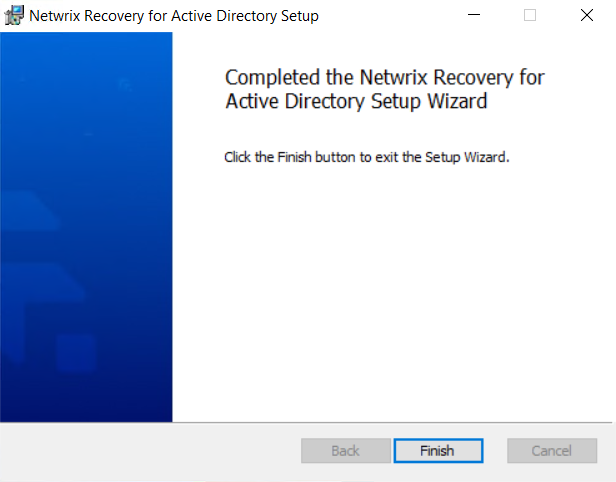 Netwrix Recovery for Active Directory Setup
Completed the Netwrix Recovery for
Active Directory Setup Wizard
Click the Finish button to exit the Setup Wizard.
Back Finish Cancel